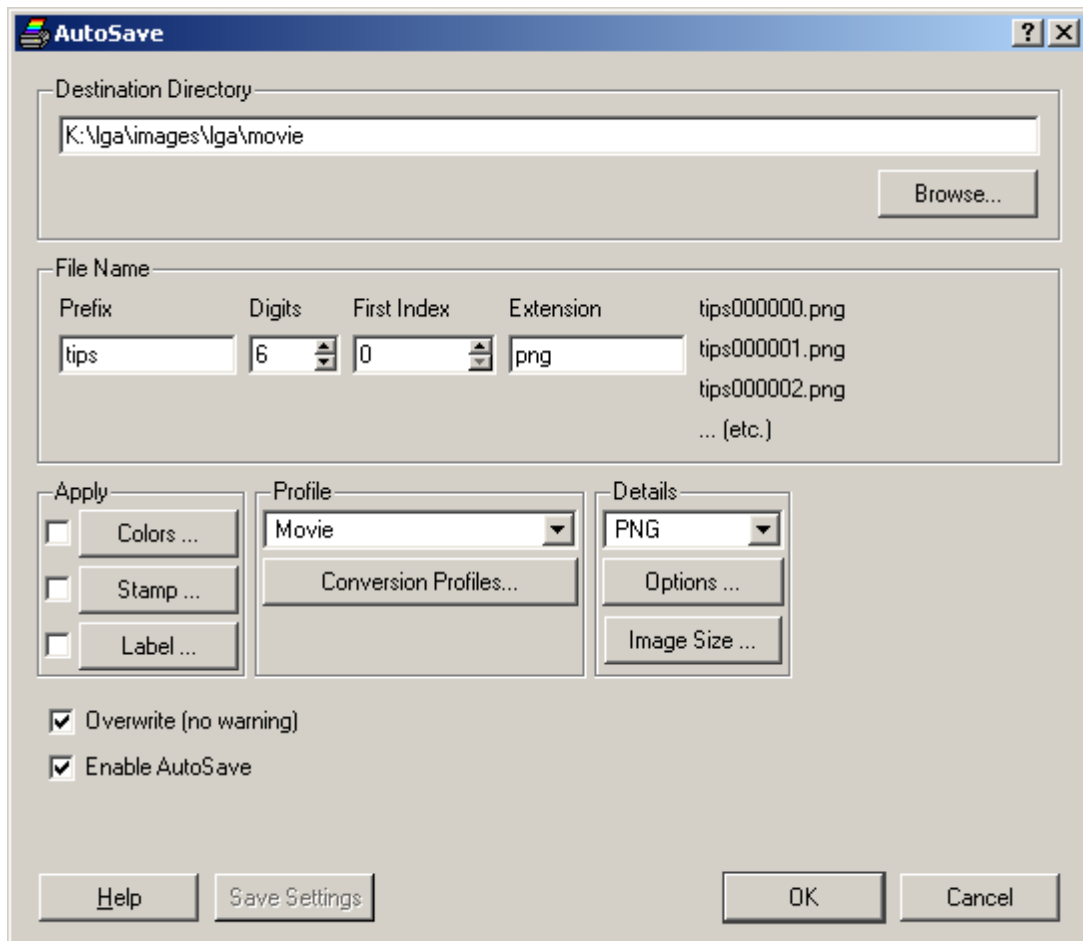 AutoSave
Destination Directory
K:\lga\images\lga\movie
Browse...
File Name
Prefix Digits First Index Extension
tips 6 0 png
tips000000.png
tips000001.png
tips000002.png
... (etc.)
Apply
Colors ...
Stamp ...
Label ...
Profile
Movie
Conversion Profiles...
Details
PNG
Options ...
Image Size ...
Overwrite (no warning)
Enable AutoSave
Help Save Settings OK Cancel